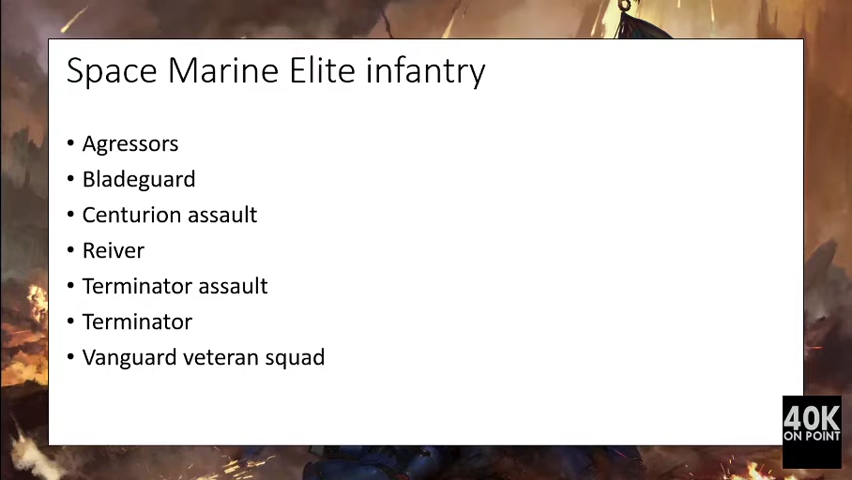 Space Marine Elite infantry
• Agressors
• Bladeguard
• Centurion assault
• Reiver
• Terminator assault
• Terminator
• Vanguard veteran squad
40K
ON POINT